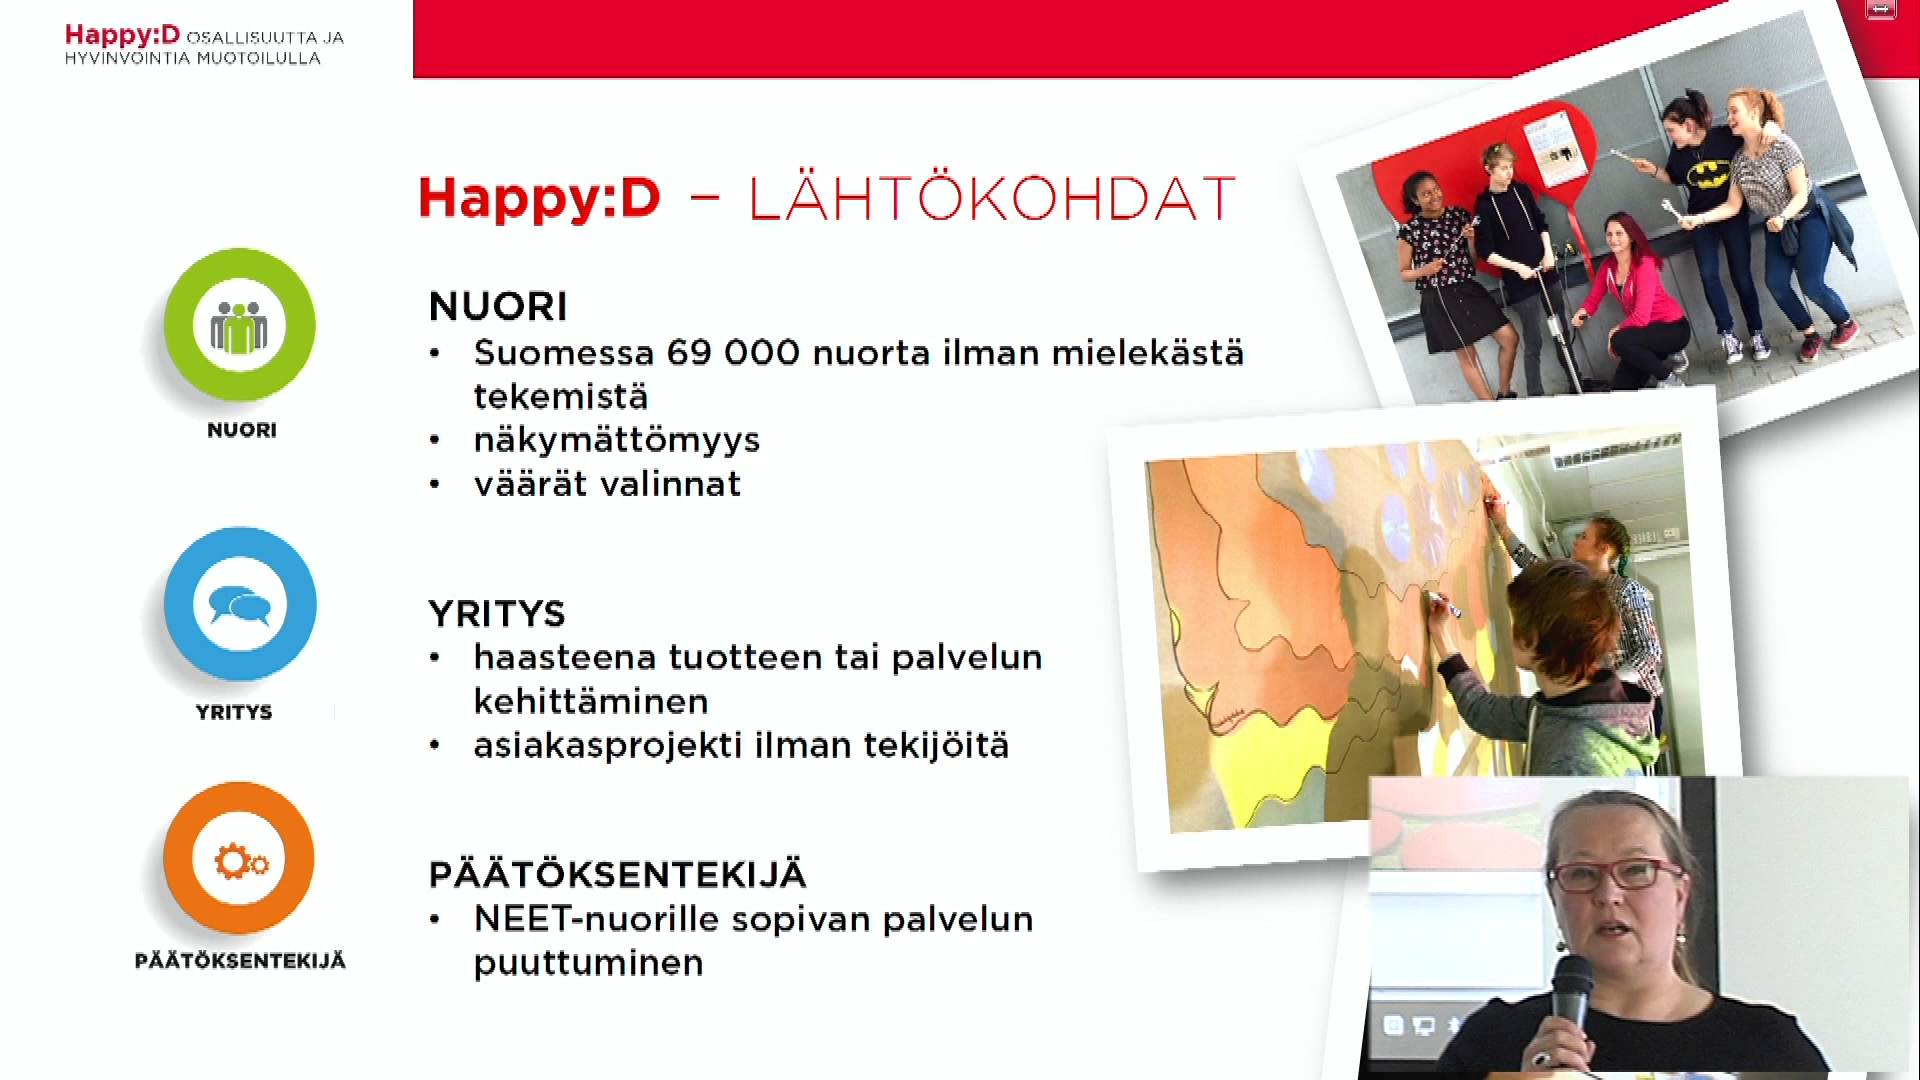 Happy:D OSALLISUUTTA JA
HYVINVOINTIA MUOTOILULLA
Happy:D – LÄHTÖKOHDAT
NUORI
NUORI
• Suomessa 69 000 nuorta ilman mielekästä
tekemistä
• näkymättömyys
• väärät valinnat
YRITYS
YRITYS
• haasteena tuotteen tai palvelun
kehittäminen
• asiakasprojekti ilman tekijöitä
PÄÄTÖKSENTEKIJÄ
PÄÄTÖKSENTEKIJÄ
• NEET-nuorille sopivan palvelun
puuttuminen